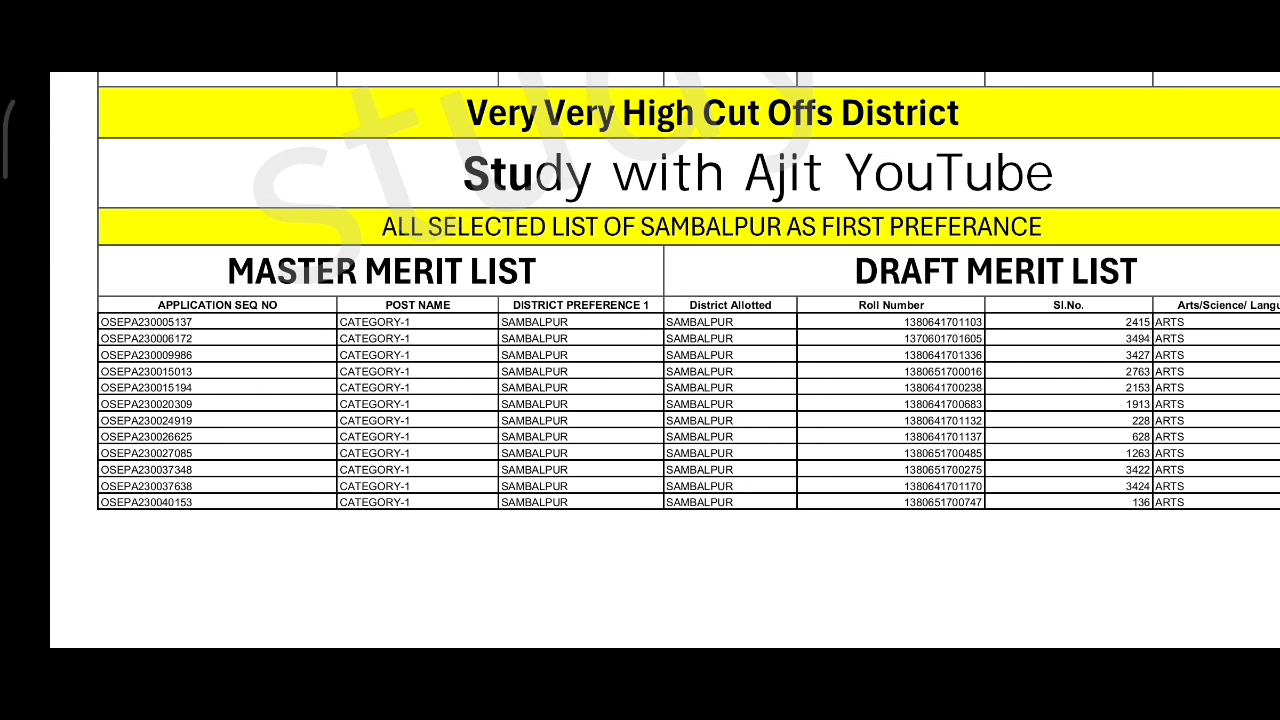 Very Very High Cut Offs District
Study with Ajit YouTube
ALL SELECTED LIST OF SAMBALPUR AS FIRST PREFERANCE
MASTER MERIT LIST DRAFT MERIT LIST
APPLICATION SEQ NO POST NAME DISTRICT PREFERENCE 1 District Allotted Roll Number Sl.No. Arts/Science/ Langu
OSEPA230005137 CATEGORY-1 SAMBALPUR SAMBALPUR 1380641701103 2415 ARTS
OSEPA230006172 CATEGORY-1 SAMBALPUR SAMBALPUR 1370601701605 3494 ARTS
OSEPA230009986 CATEGORY-1 SAMBALPUR SAMBALPUR 1380641701336 3427 ARTS
OSEPA230015013 CATEGORY-1 SAMBALPUR SAMBALPUR 1380651700016 2763 ARTS
OSEPA230015194 CATEGORY-1 SAMBALPUR SAMBALPUR 1380641700238 2153 ARTS
OSEPA230020309 CATEGORY-1 SAMBALPUR SAMBALPUR 1380641700683 1913 ARTS
OSEPA230024919 CATEGORY-1 SAMBALPUR SAMBALPUR 1380641701132 228 ARTS
OSEPA230026625 CATEGORY-1 SAMBALPUR SAMBALPUR 1380641701137 628 ARTS
OSEPA230027085 CATEGORY-1 SAMBALPUR SAMBALPUR 1380651700485 1263 ARTS
OSEPA230037348 CATEGORY-1 SAMBALPUR SAMBALPUR 1380651700275 3422 ARTS
OSEPA230037638 CATEGORY-1 SAMBALPUR SAMBALPUR 1380641701170 3424 ARTS
OSEPA230040153 CATEGORY-1 SAMBALPUR SAMBALPUR 1380651700747 136 ARTS
study